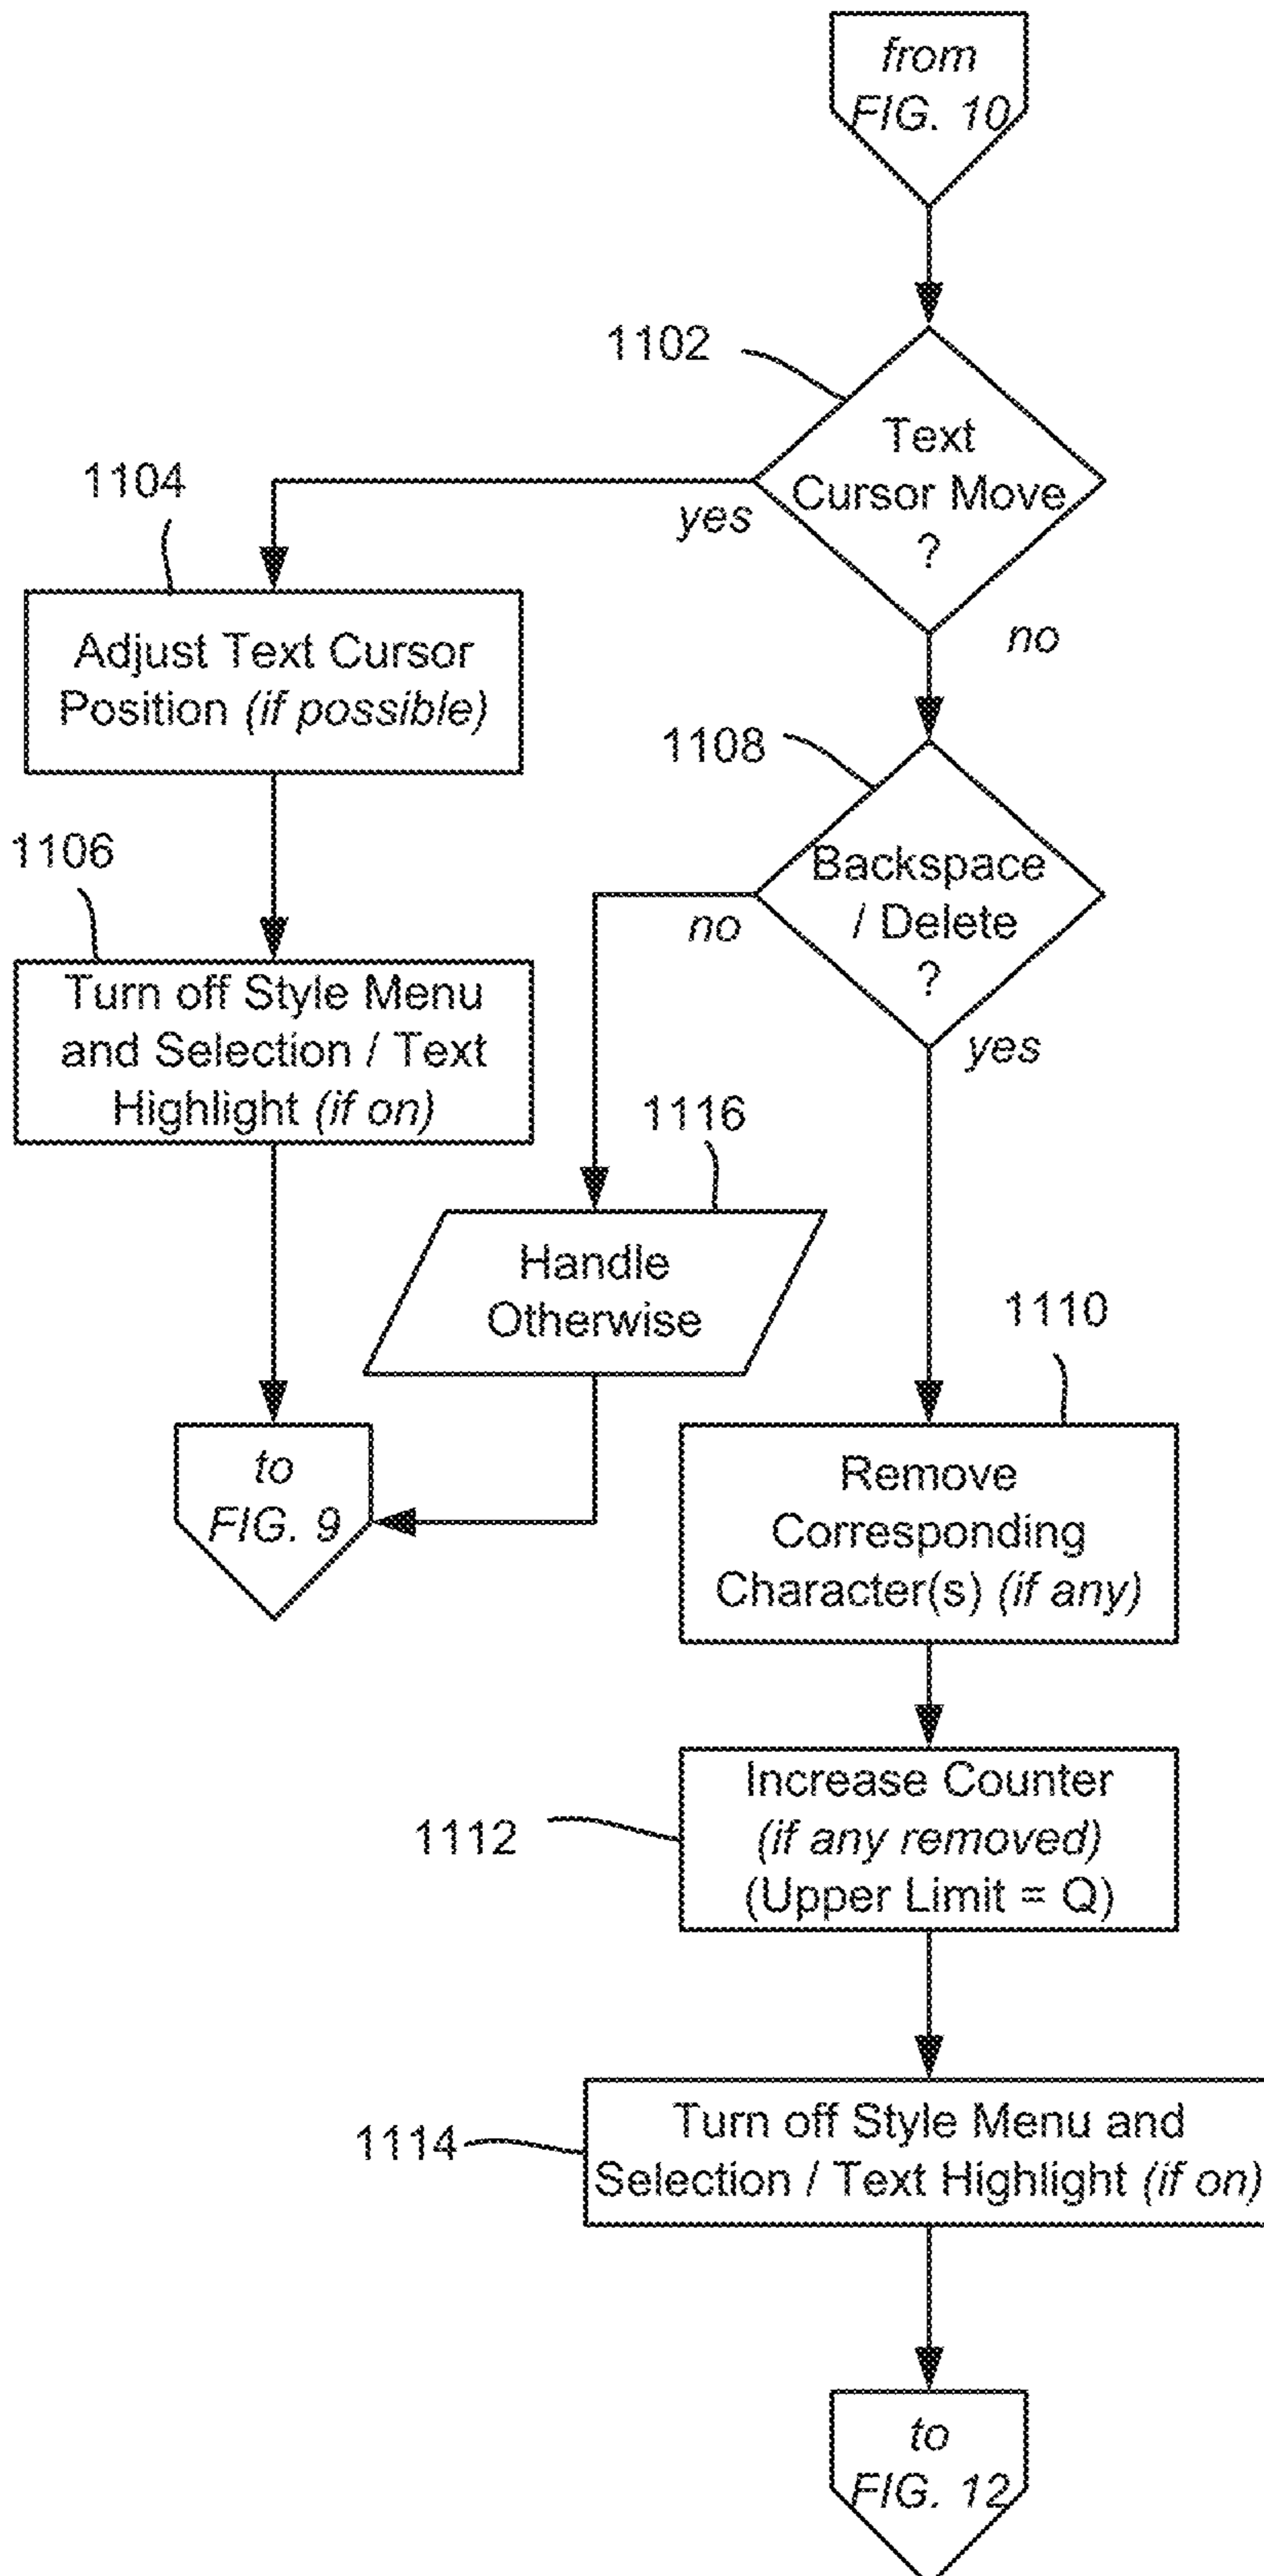 from
FIG. 10
1102
Text
Cursor Move
?
yes
no
1104
Adjust Text Cursor
Position (if possible)
1106
Turn off Style Menu
and Selection / Text
Highlight (if on)
1108
Backspace
/ Delete
?
no
yes
1116
Handle
Otherwise
to
FIG. 9
1110
Remove
Corresponding
Character(s) (if any)
1112
Increase Counter
(if any removed)
(Upper Limit = Q)
1114
Turn off Style Menu and
Selection / Text Highlight (if on)
to
FIG. 12